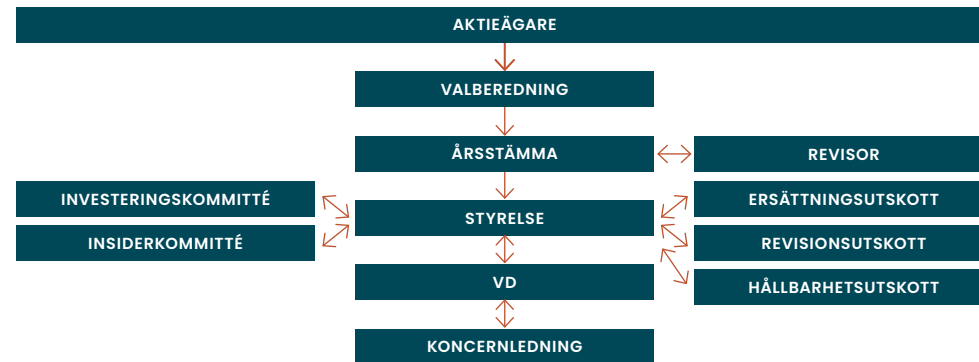 AKTIEÄGARE
VALBEREDNING
ÅRSSTÄMMA
REVISOR
INVESTERINGSKOMMITTÉ
ERSÄTTNINGSUTSKOTT
STYRELSE
INSIDERKOMMITTÉ
REVISIONSUTSKOTT
VD
HÅLLBARHETSUTSKOTT
KONCERNLEDNING